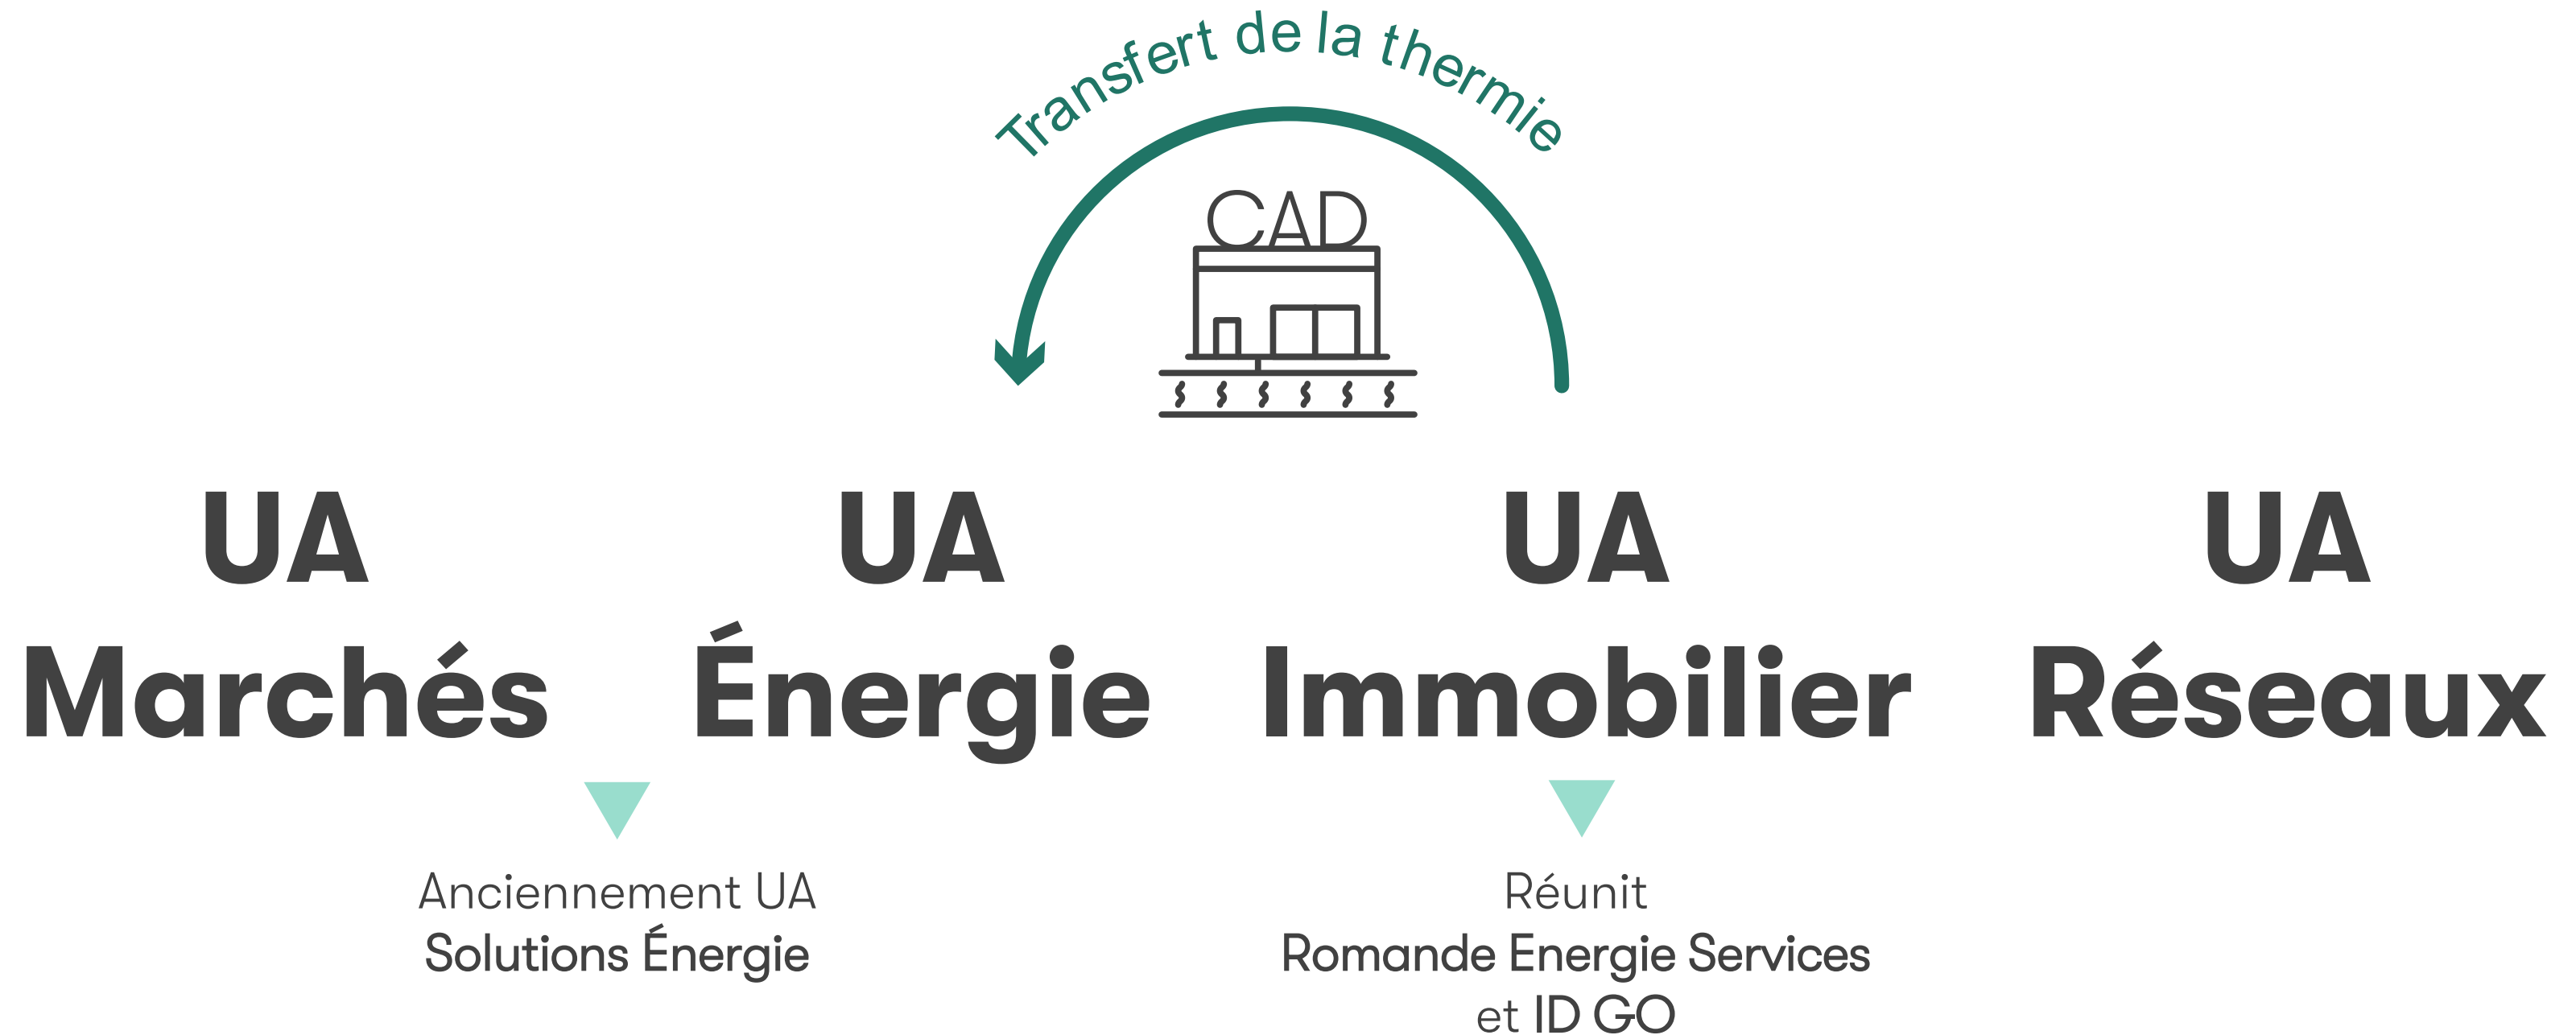 Transfert de la thermie
CAD
UA
Marchés
UA
Énergie
UA
Immobilier
UA
Réseaux
Anciennement UA
Solutions Énergie
Réunit
Romande Energie Services
et ID GO